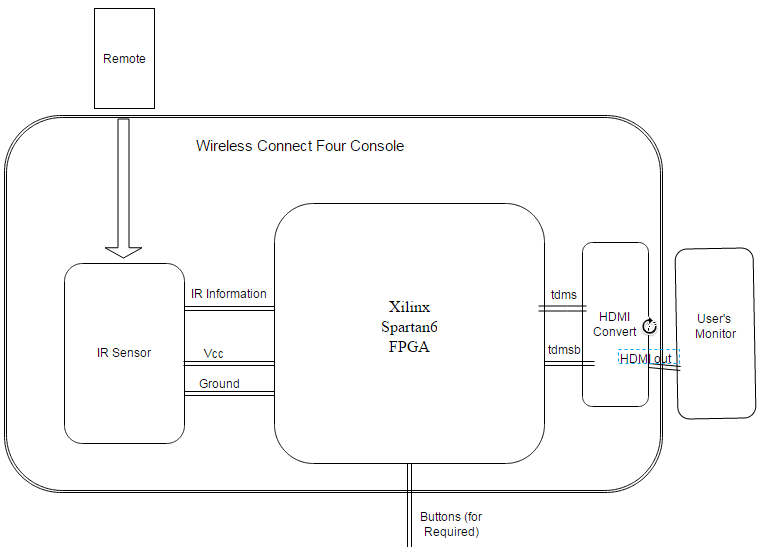 Remote
Wireless Connect Four Console
IR Information
Vcc
Ground
IR Sensor
Xilinx
Spartan6
FPGA
tdms
tdmsb
HDMI
Convert
HDMI out
User's
Monitor
Buttons (for
Required)